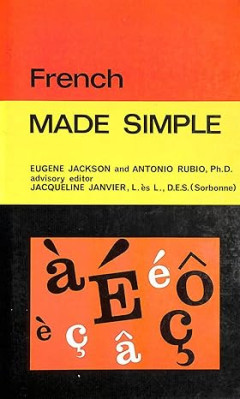 French
MADE SIMPLE
EUGENE JACKSON and ANTONIO RUBIO, Ph.D.
advisory editor
JACQUELINE JANVIER, L. ès L., D.E.S. (Sorbonne)
à É é ô
è ç â ç